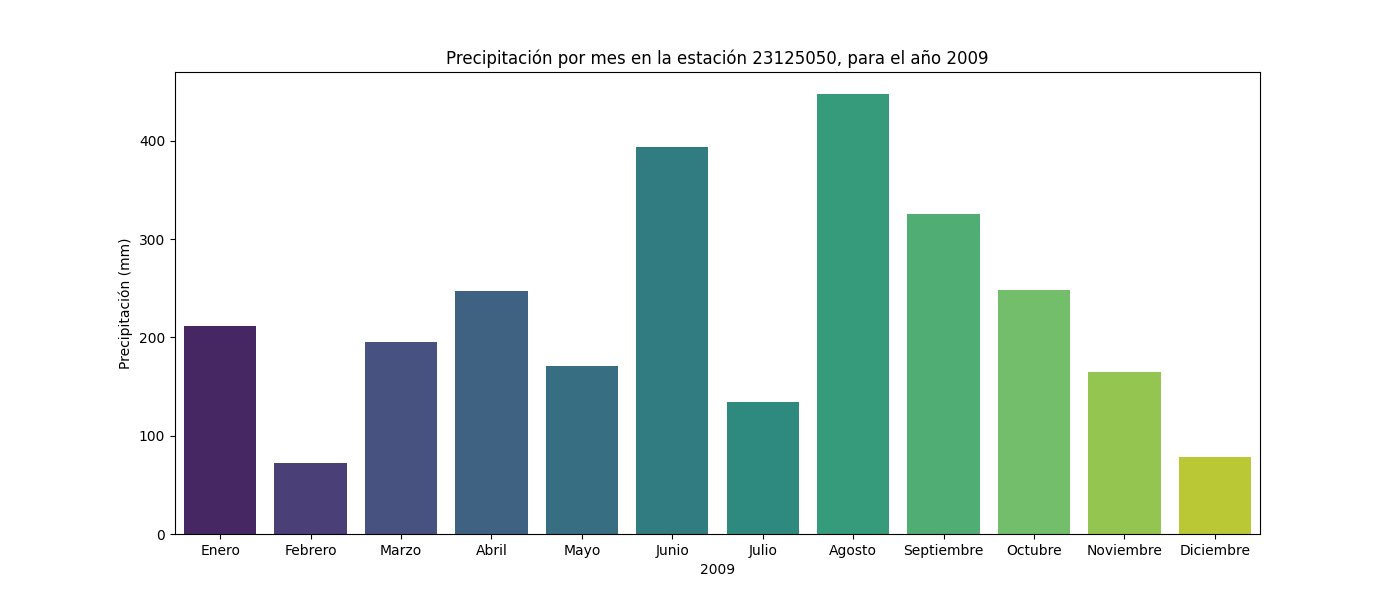 Precipitación por mes en la estación 23125050, para el año 2009
Precipitación (mm)
400
300
200
100
0
Enero Febrero Marzo Abril Mayo Junio Julio Agosto Septiembre Octubre Noviembre Diciembre
2009